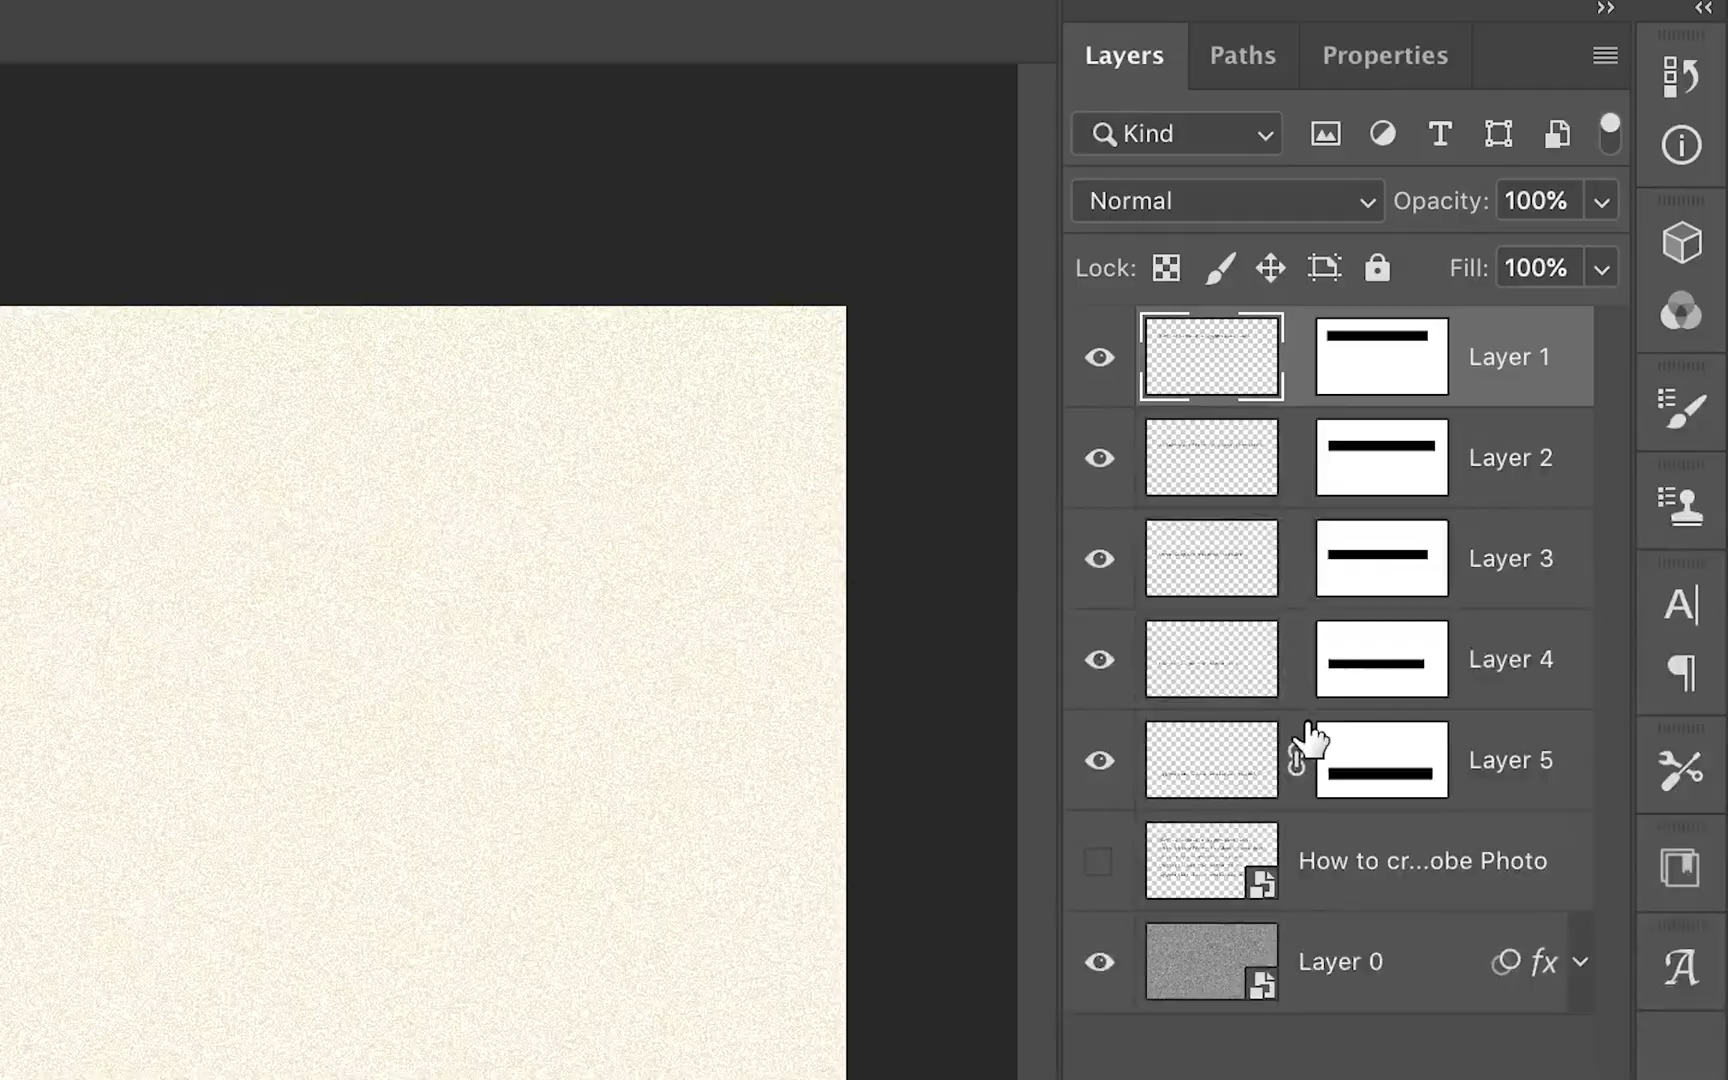 Layers Paths Properties
Kind
Normal Opacity: 100%
Lock: Fill: 100%
Layer 1
Layer 2
Layer 3
Layer 4
Layer 5
How to cr...obe Photo
Layer 0 fx